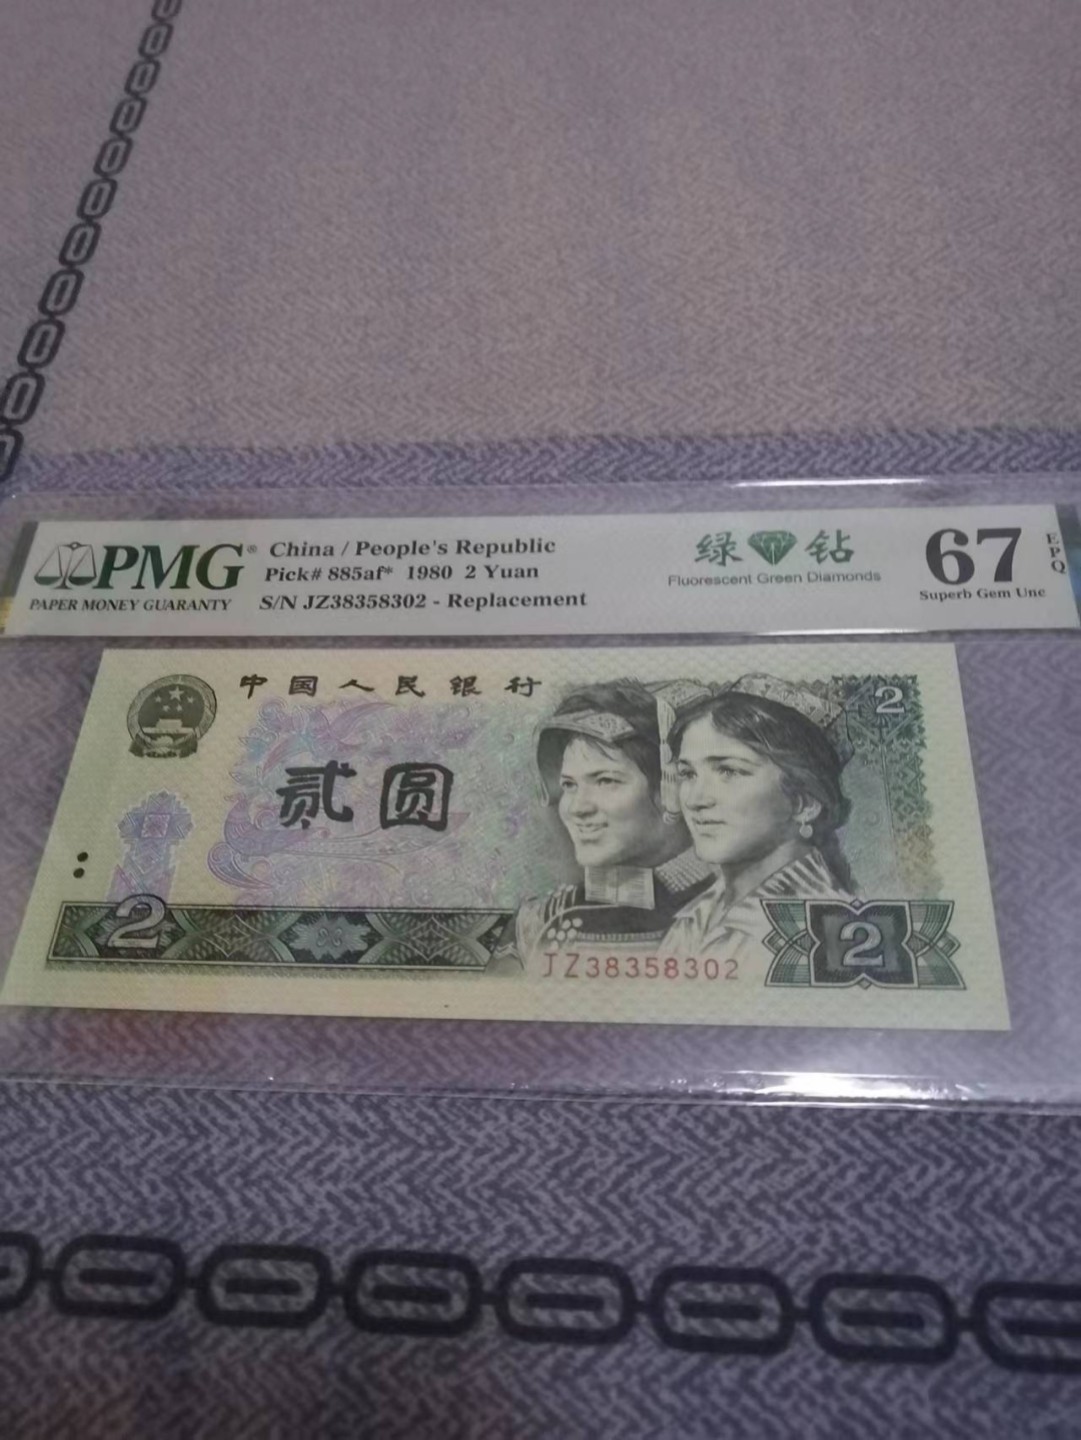 PMG®
PAPER MONEY GUARANTY
China / People's Republic
Pick# 885af* 1980 2 Yuan
S/N JZ38358302 - Replacement
绿 钻
Fluorescent Green Diamonds
67
EPQ
Superb Gem Unc
中国人民银行
2
贰圆
2
JZ38358302
2